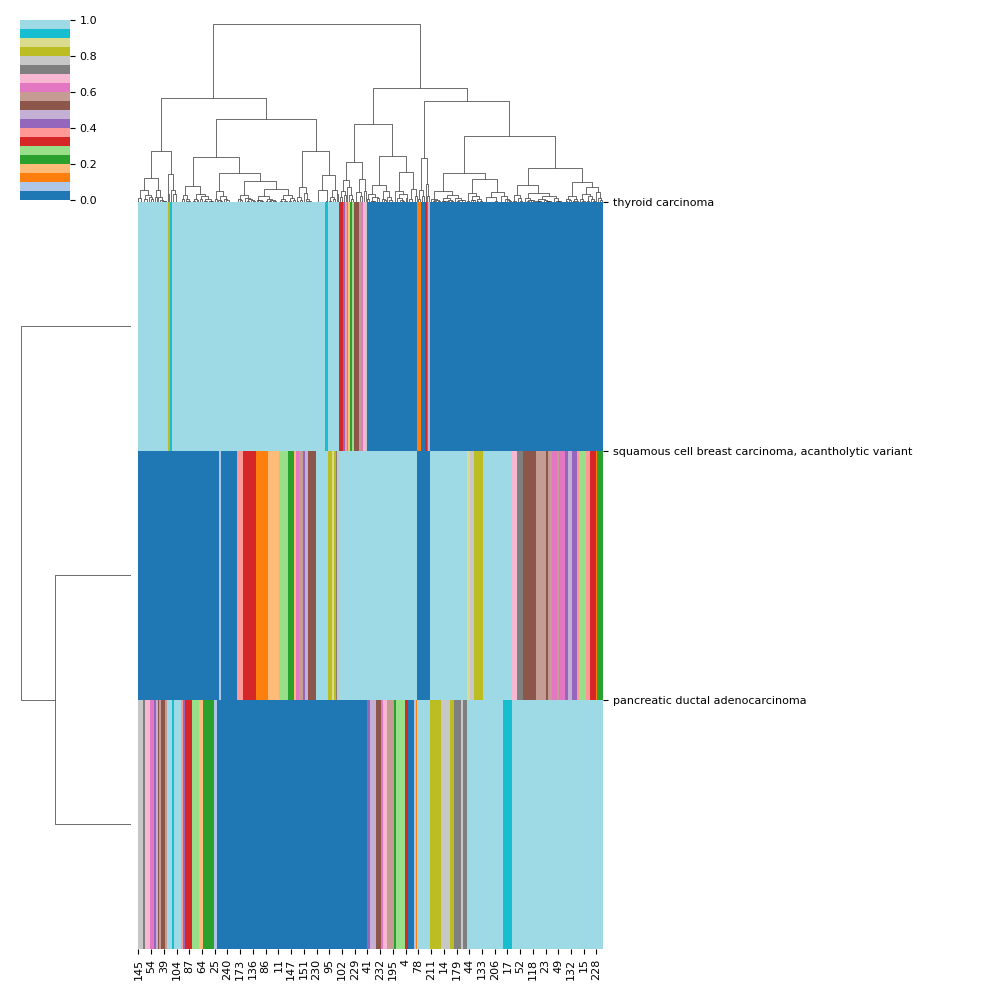 1.0
0.8
0.6
0.4
0.2
0.0
thyroid carcinoma
squamous cell breast carcinoma, acantholytic variant
pancreatic ductal adenocarcinoma
145 54 39 104 87 64 25 240 173 136 86 11 147 151 230 95 102 229 41 232 195 4 78 211 14 179 44 133 206 17 52 118 23 49 132 15 228